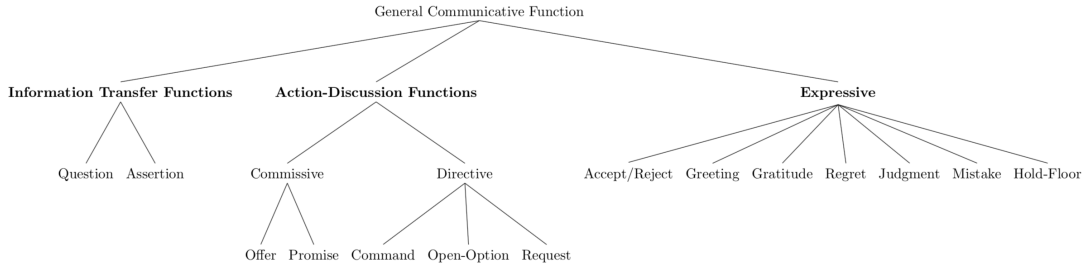 General Communicative Function
Information Transfer Functions Action-Discussion Functions Expressive
Question Assertion Commissive Directive Accept/Reject Greeting Gratitude Regret Judgment Mistake Hold-Floor
Offer Promise Command Open-Option Request